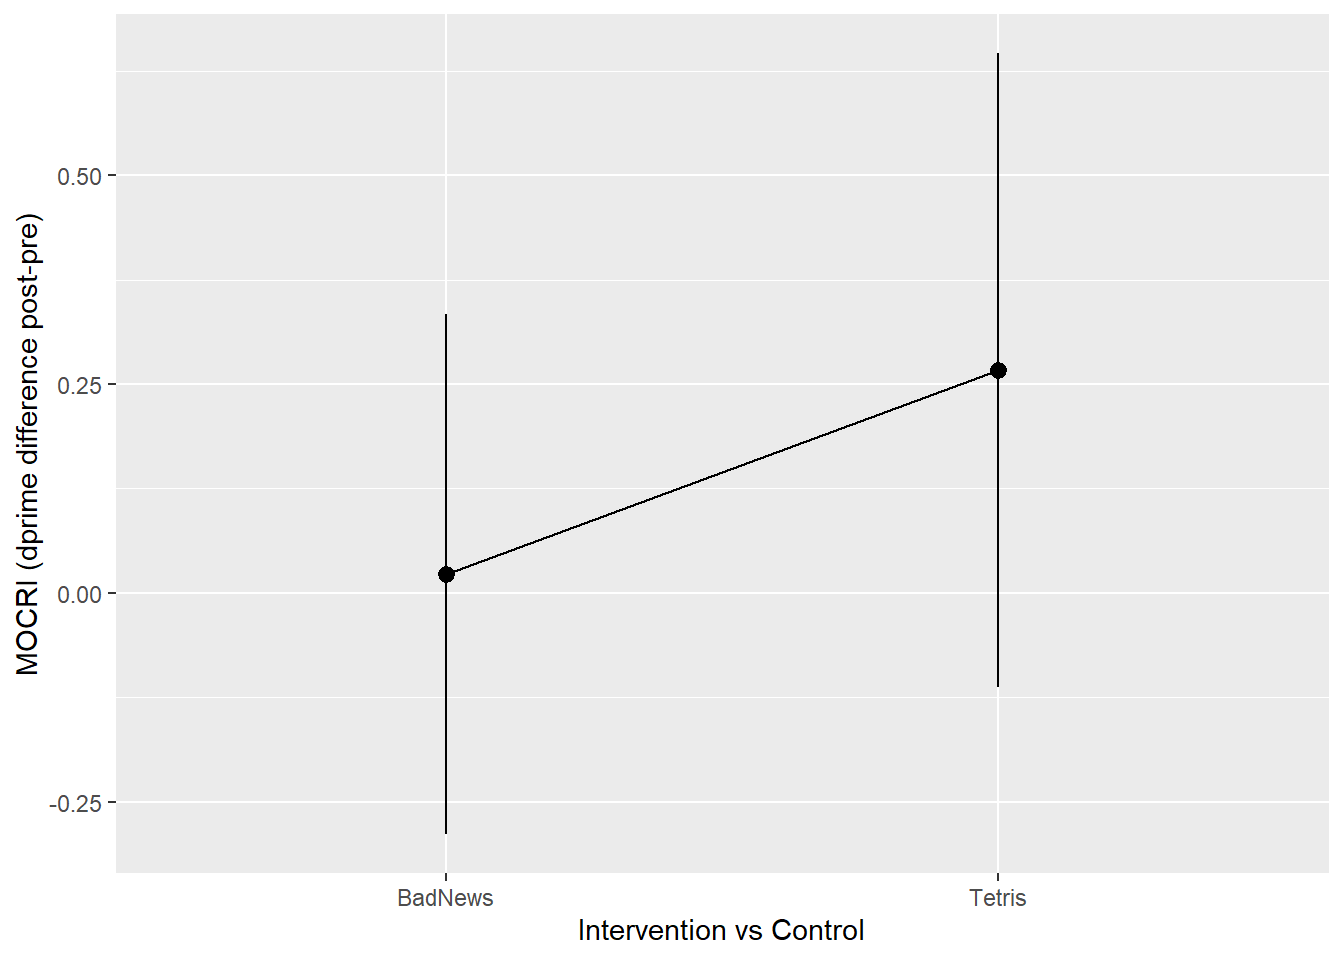 MOCRI (dprime difference post-pre)
0.50
0.25
0.00
-0.25
BadNews
Tetris
Intervention vs Control